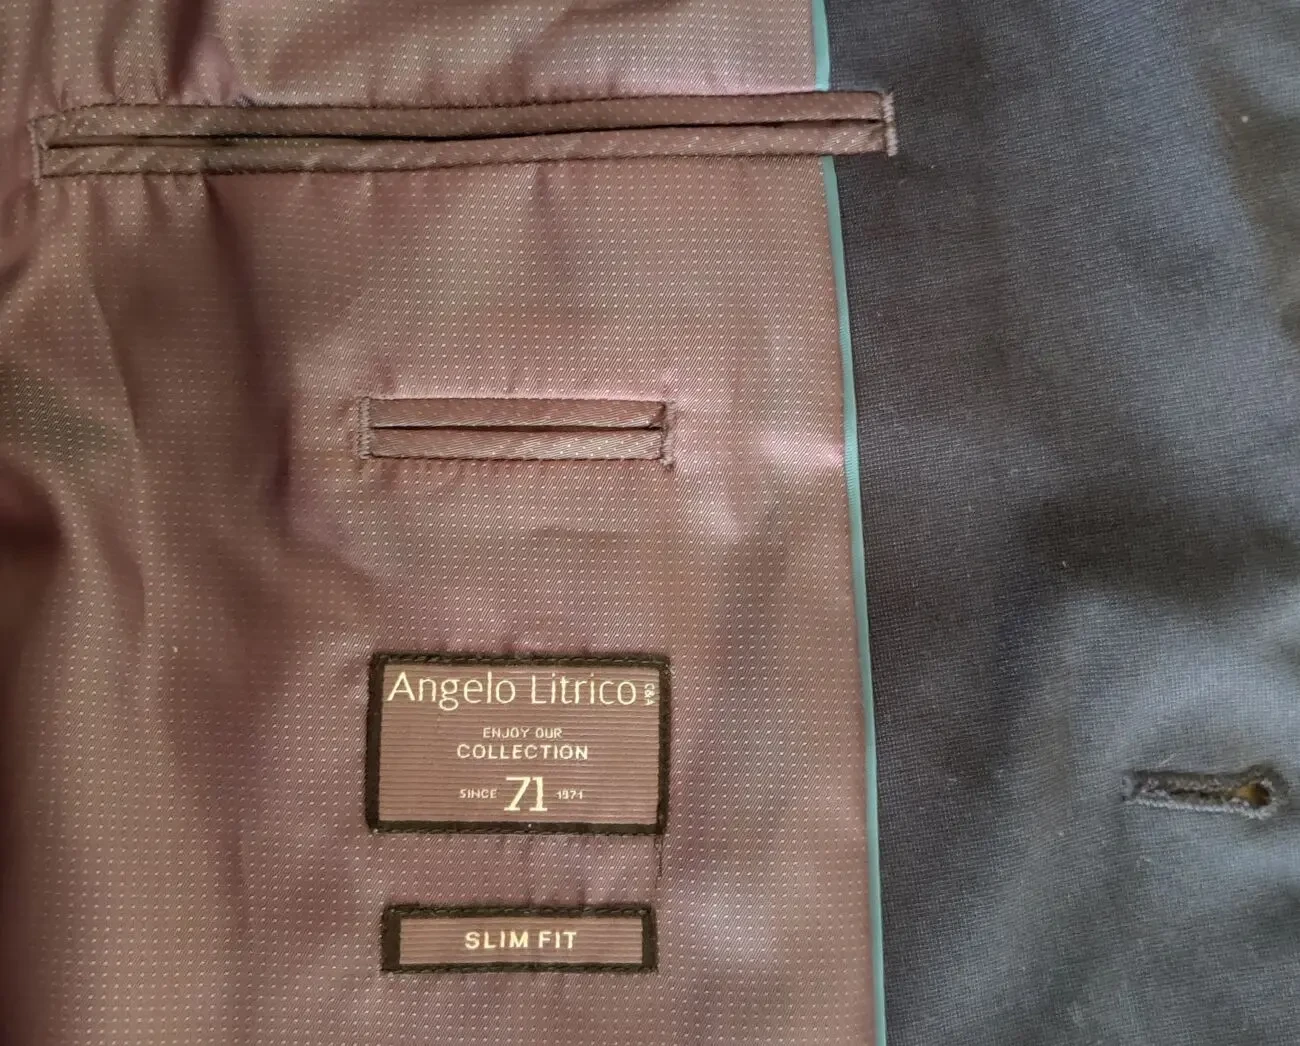 Angelo Litrico C&A
ENJOY OUR
COLLECTION
SINCE 71 1971
SLIM FIT